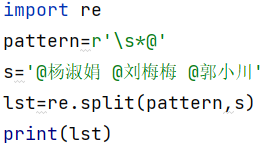 import re
pattern=r'\s*@'
s='@杨淑娟 @刘梅梅 @郭小川'
lst=re.split(pattern,s)
print(lst)